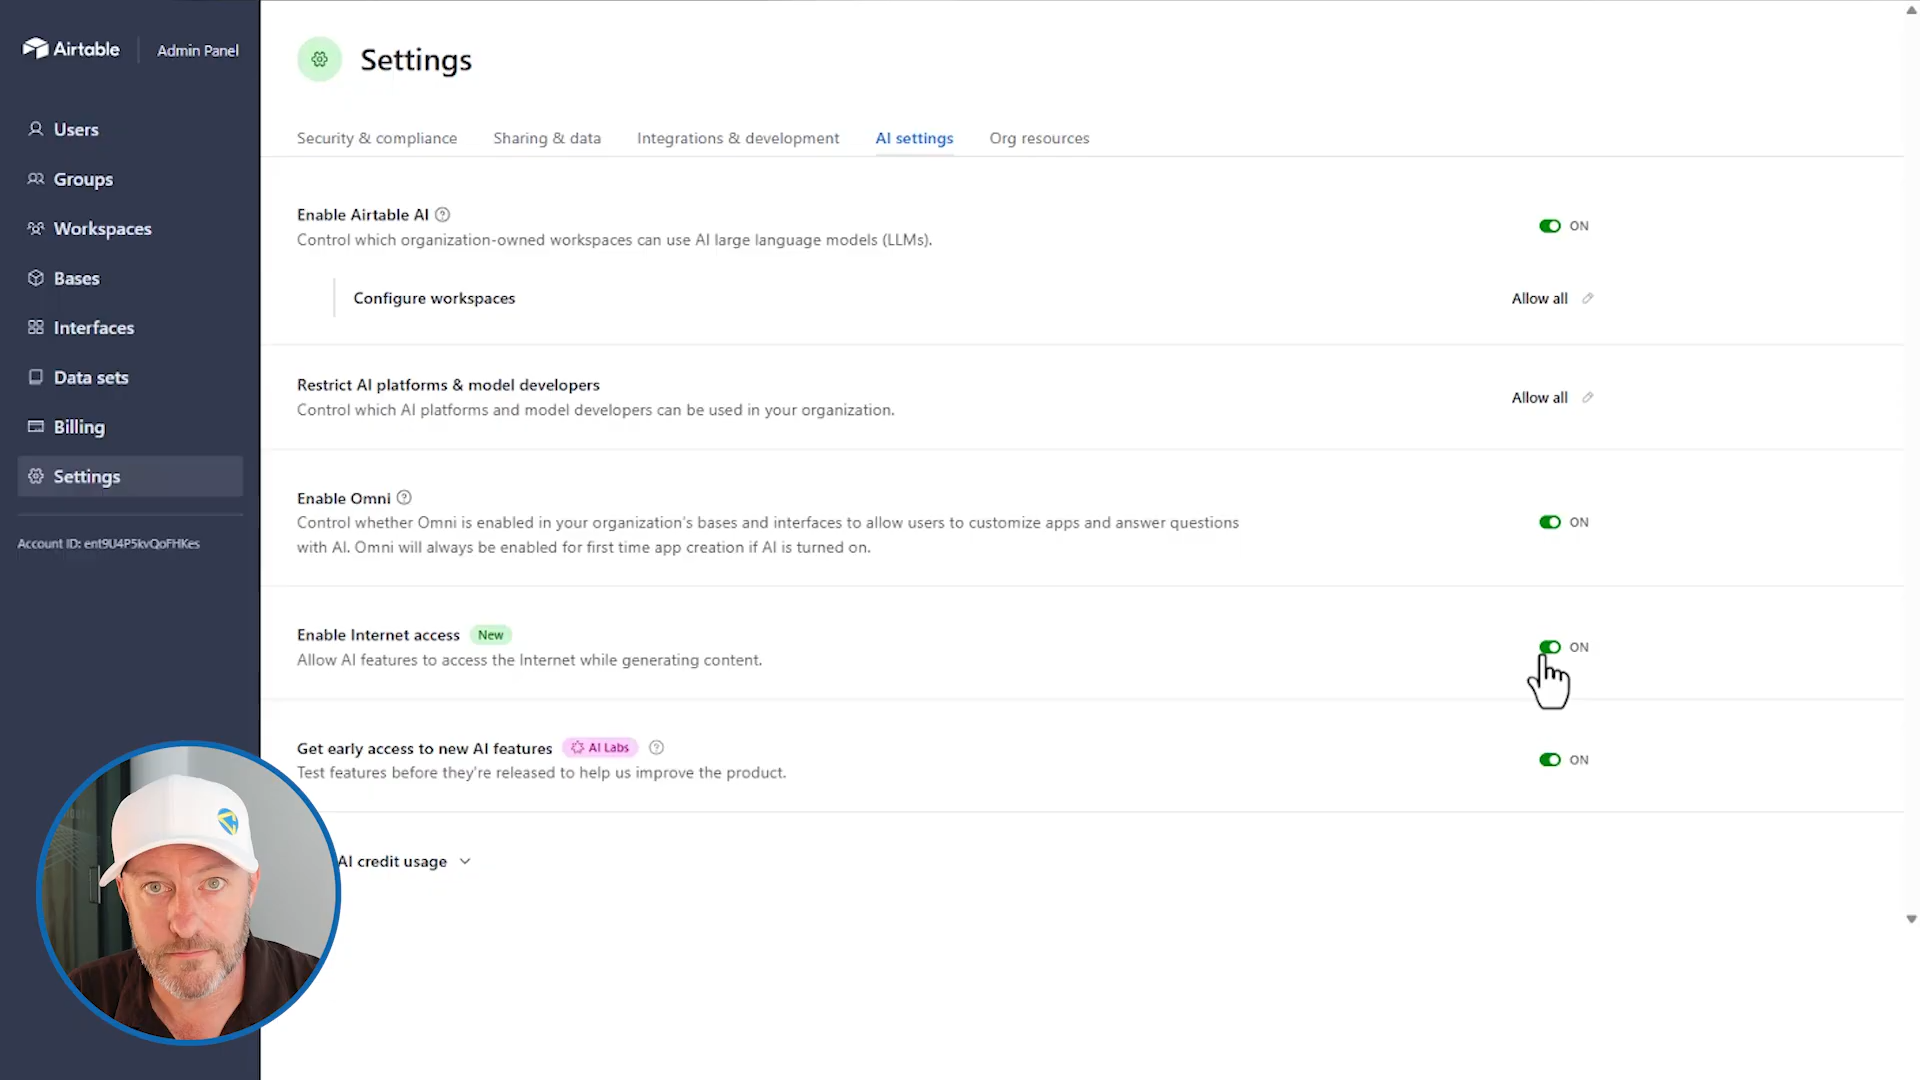 Airtable
Admin Panel
Users
Groups
Workspaces
Bases
Interfaces
Data sets
Billing
Settings
Account ID: ent9U4P5kvQoFHKes
Settings
Security & compliance
Sharing & data
Integrations & development
AI settings
Org resources
Enable Airtable AI
Control which organization-owned workspaces can use AI large language models (LLMs).
ON
Configure workspaces
Allow all
Restrict AI platforms & model developers
Control which AI platforms and model developers can be used in your organization.
Allow all
Enable Omni
Control whether Omni is enabled in your organization's bases and interfaces to allow users to customize apps and answer questions
with AI. Omni will always be enabled for first time app creation if AI is turned on.
ON
Enable Internet access New
Allow AI features to access the Internet while generating content.
ON
Get early access to new AI features AI Labs
Test features before they're released to help us improve the product.
ON
AI credit usage